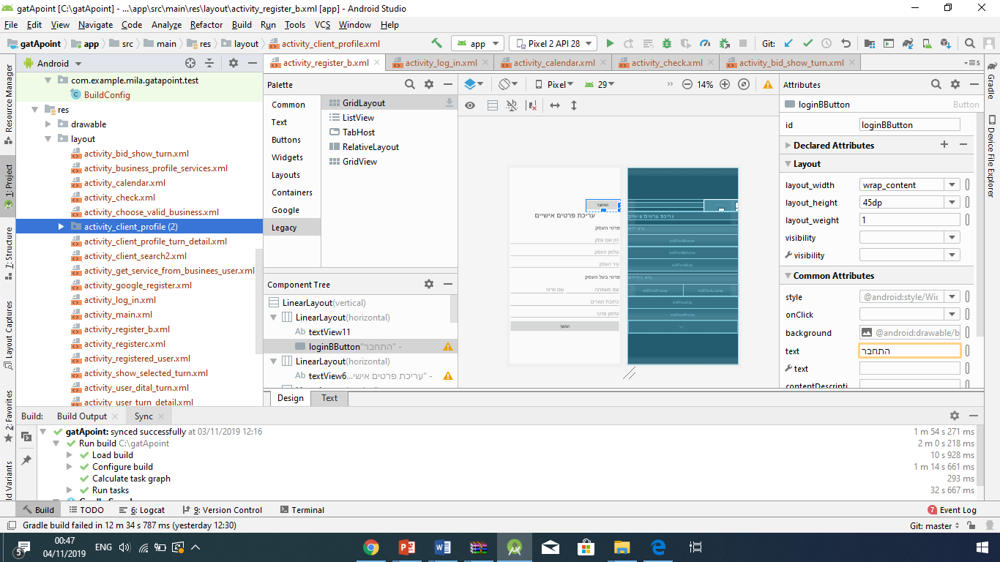 gatApoint [C:\gatApoint] - ...\app\src\main\res\layout\activity_register_b.xml [app] - Android Studio
File Edit View Navigate Code Analyze Refactor Build Run Tools VCS Window Help
gatApoint app src main res layout activity_client_profile.xml app Pixel 2 API 28 Git:
Android activity_register_b.xml activity_log_in.xml activity_calendar.xml activity_check.xml activity_bid_show_turn.xml 5
Resource Manager
1: Project
Z: Structure
Layout Captures
2: Favorites
ld Variants
com.example.mila.gatapoint.test
BuildConfig
res
drawable
layout
activity_bid_show_turn.xml
activity_business_profile_services.xml
activity_calendar.xml
activity_check.xml
activity_choose_valid_business.xml
activity_client_profile (2)
activity_client_profile_turn_detail.xml
activity_client_search2.xml
activity_get_service_from_businees_user.xml
activity_google_register.xml
activity_log_in.xml
activity_main.xml
activity_register_b.xml
activity_registerc.xml
activity_registered_user.xml
activity_show_selected_turn.xml
activity_user_dital_turn.xml
activity_user_turn_detail.xml
Palette
Common
Text
Buttons
Widgets
Layouts
Containers
Google
Legacy
GridLayout
ListView
TabHost
RelativeLayout
GridView
Component Tree
LinearLayout(vertical)
LinearLayout(horizontal)
Ab textView11
loginBButton"התחבר" -
LinearLayout(horizontal)
Ab textView6..."עריכת פרטים אישי" -
Design Text
Pixel 29 14%
התחבר
עריכת פרטים אישיים
פרטי העסק
הזן שם עסק
טלפון העסק
עיר העסק
פרטי בעל העסק
שם פרטי שם משפחה
כתובת מגורים
טלפון פרטי
המשך
עריכת פרטים אישיים
editTextBname
editTextBphone
editTextBcity
editTextFname editTextLname
editTextCity
editTextPhone
Attributes
loginBButton Button
id loginBButton
Declared Attributes
Layout
layout_width wrap_content
layout_height 45dp
layout_weight 1
visibility
visibility
Common Attributes
style @android:style/Wid
onClick
background @android:drawable/b
text התחבר
text
contentDescripti
Gradle
Device File Explorer
Build: Build Output Sync
gatApoint: synced successfully at 03/11/2019 12:16 1 m 54 s 271 ms
Run build C:\gatApoint 2 m 0 s 218 ms
Load build 10 s 928 ms
Configure build 1 m 14 s 661 ms
Calculate task graph 293 ms
Run tasks 32 s 667 ms
Build TODO 6: Logcat 9: Version Control Terminal 7 Event Log
Gradle build failed in 12 m 34 s 787 ms (yesterday 12:30) Git: master
5 00:47 ENG
04/11/2019